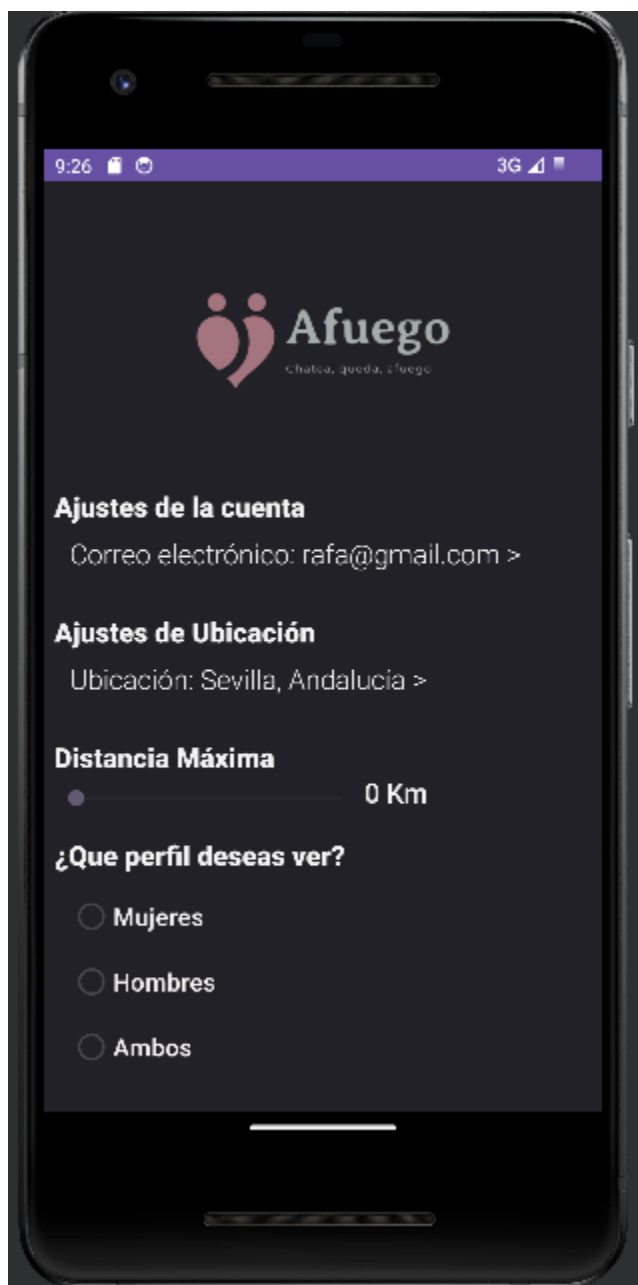 9:26
3G
Afuego
Chatea, queda, afuego
Ajustes de la cuenta
Correo electrónico: rafa@gmail.com >
Ajustes de Ubicación
Ubicación: Sevilla, Andalucía >
Distancia Máxima
0 Km
¿Que perfil deseas ver?
Mujeres
Hombres
Ambos